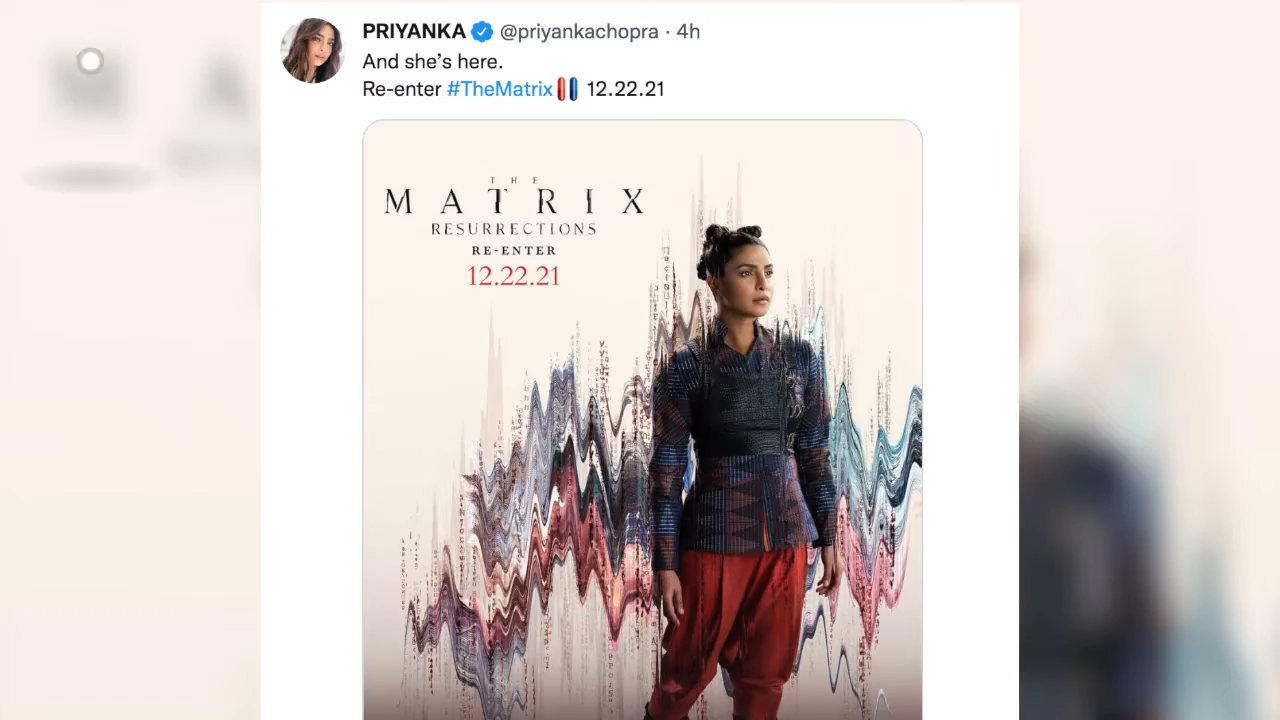 PRIYANKA @priyankachopra · 4h
And she's here.
Re-enter #TheMatrix 12.22.21
THE
MATRIX
RESURRECTIONS
RE-ENTER
12.22.21